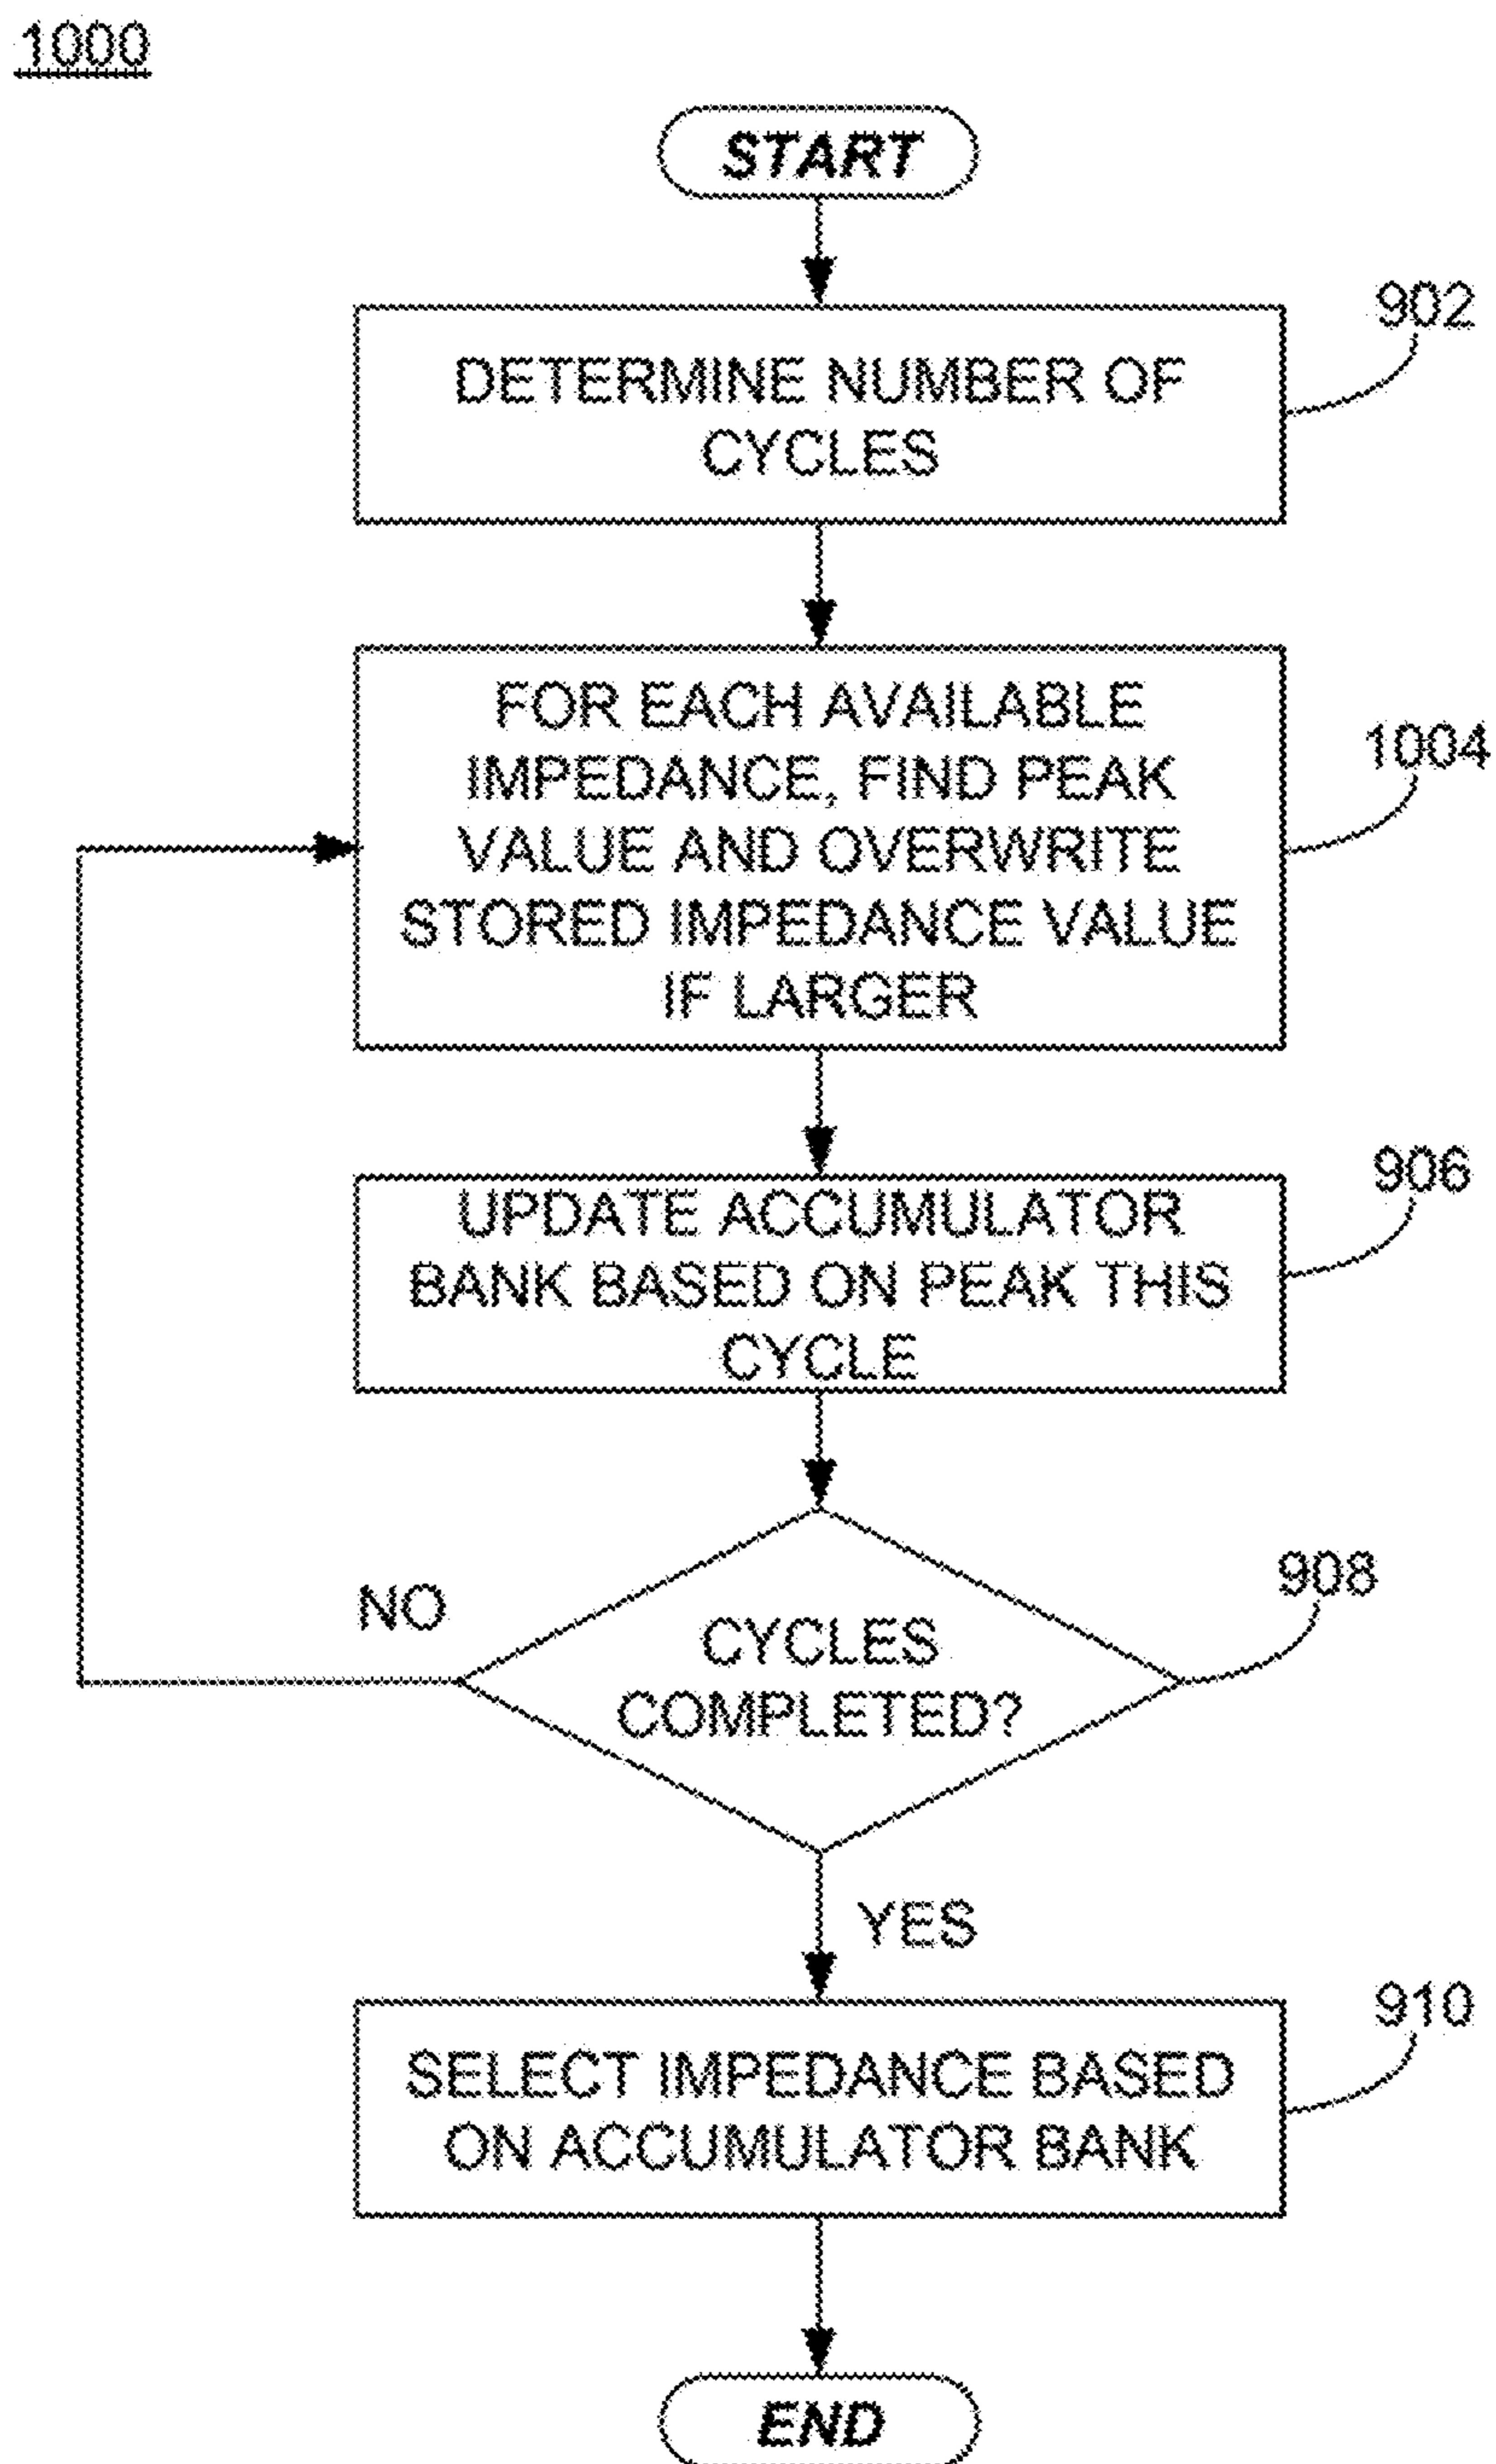 1000
START
902
DETERMINE NUMBER OF
CYCLES
1004
FOR EACH AVAILABLE
IMPEDANCE, FIND PEAK
VALUE AND OVERWRITE
STORED IMPEDANCE VALUE
IF LARGER
906
UPDATE ACCUMULATOR
BANK BASED ON PEAK THIS
CYCLE
908
NO
CYCLES
COMPLETED?
YES
910
SELECT IMPEDANCE BASED
ON ACCUMULATOR BANK
END